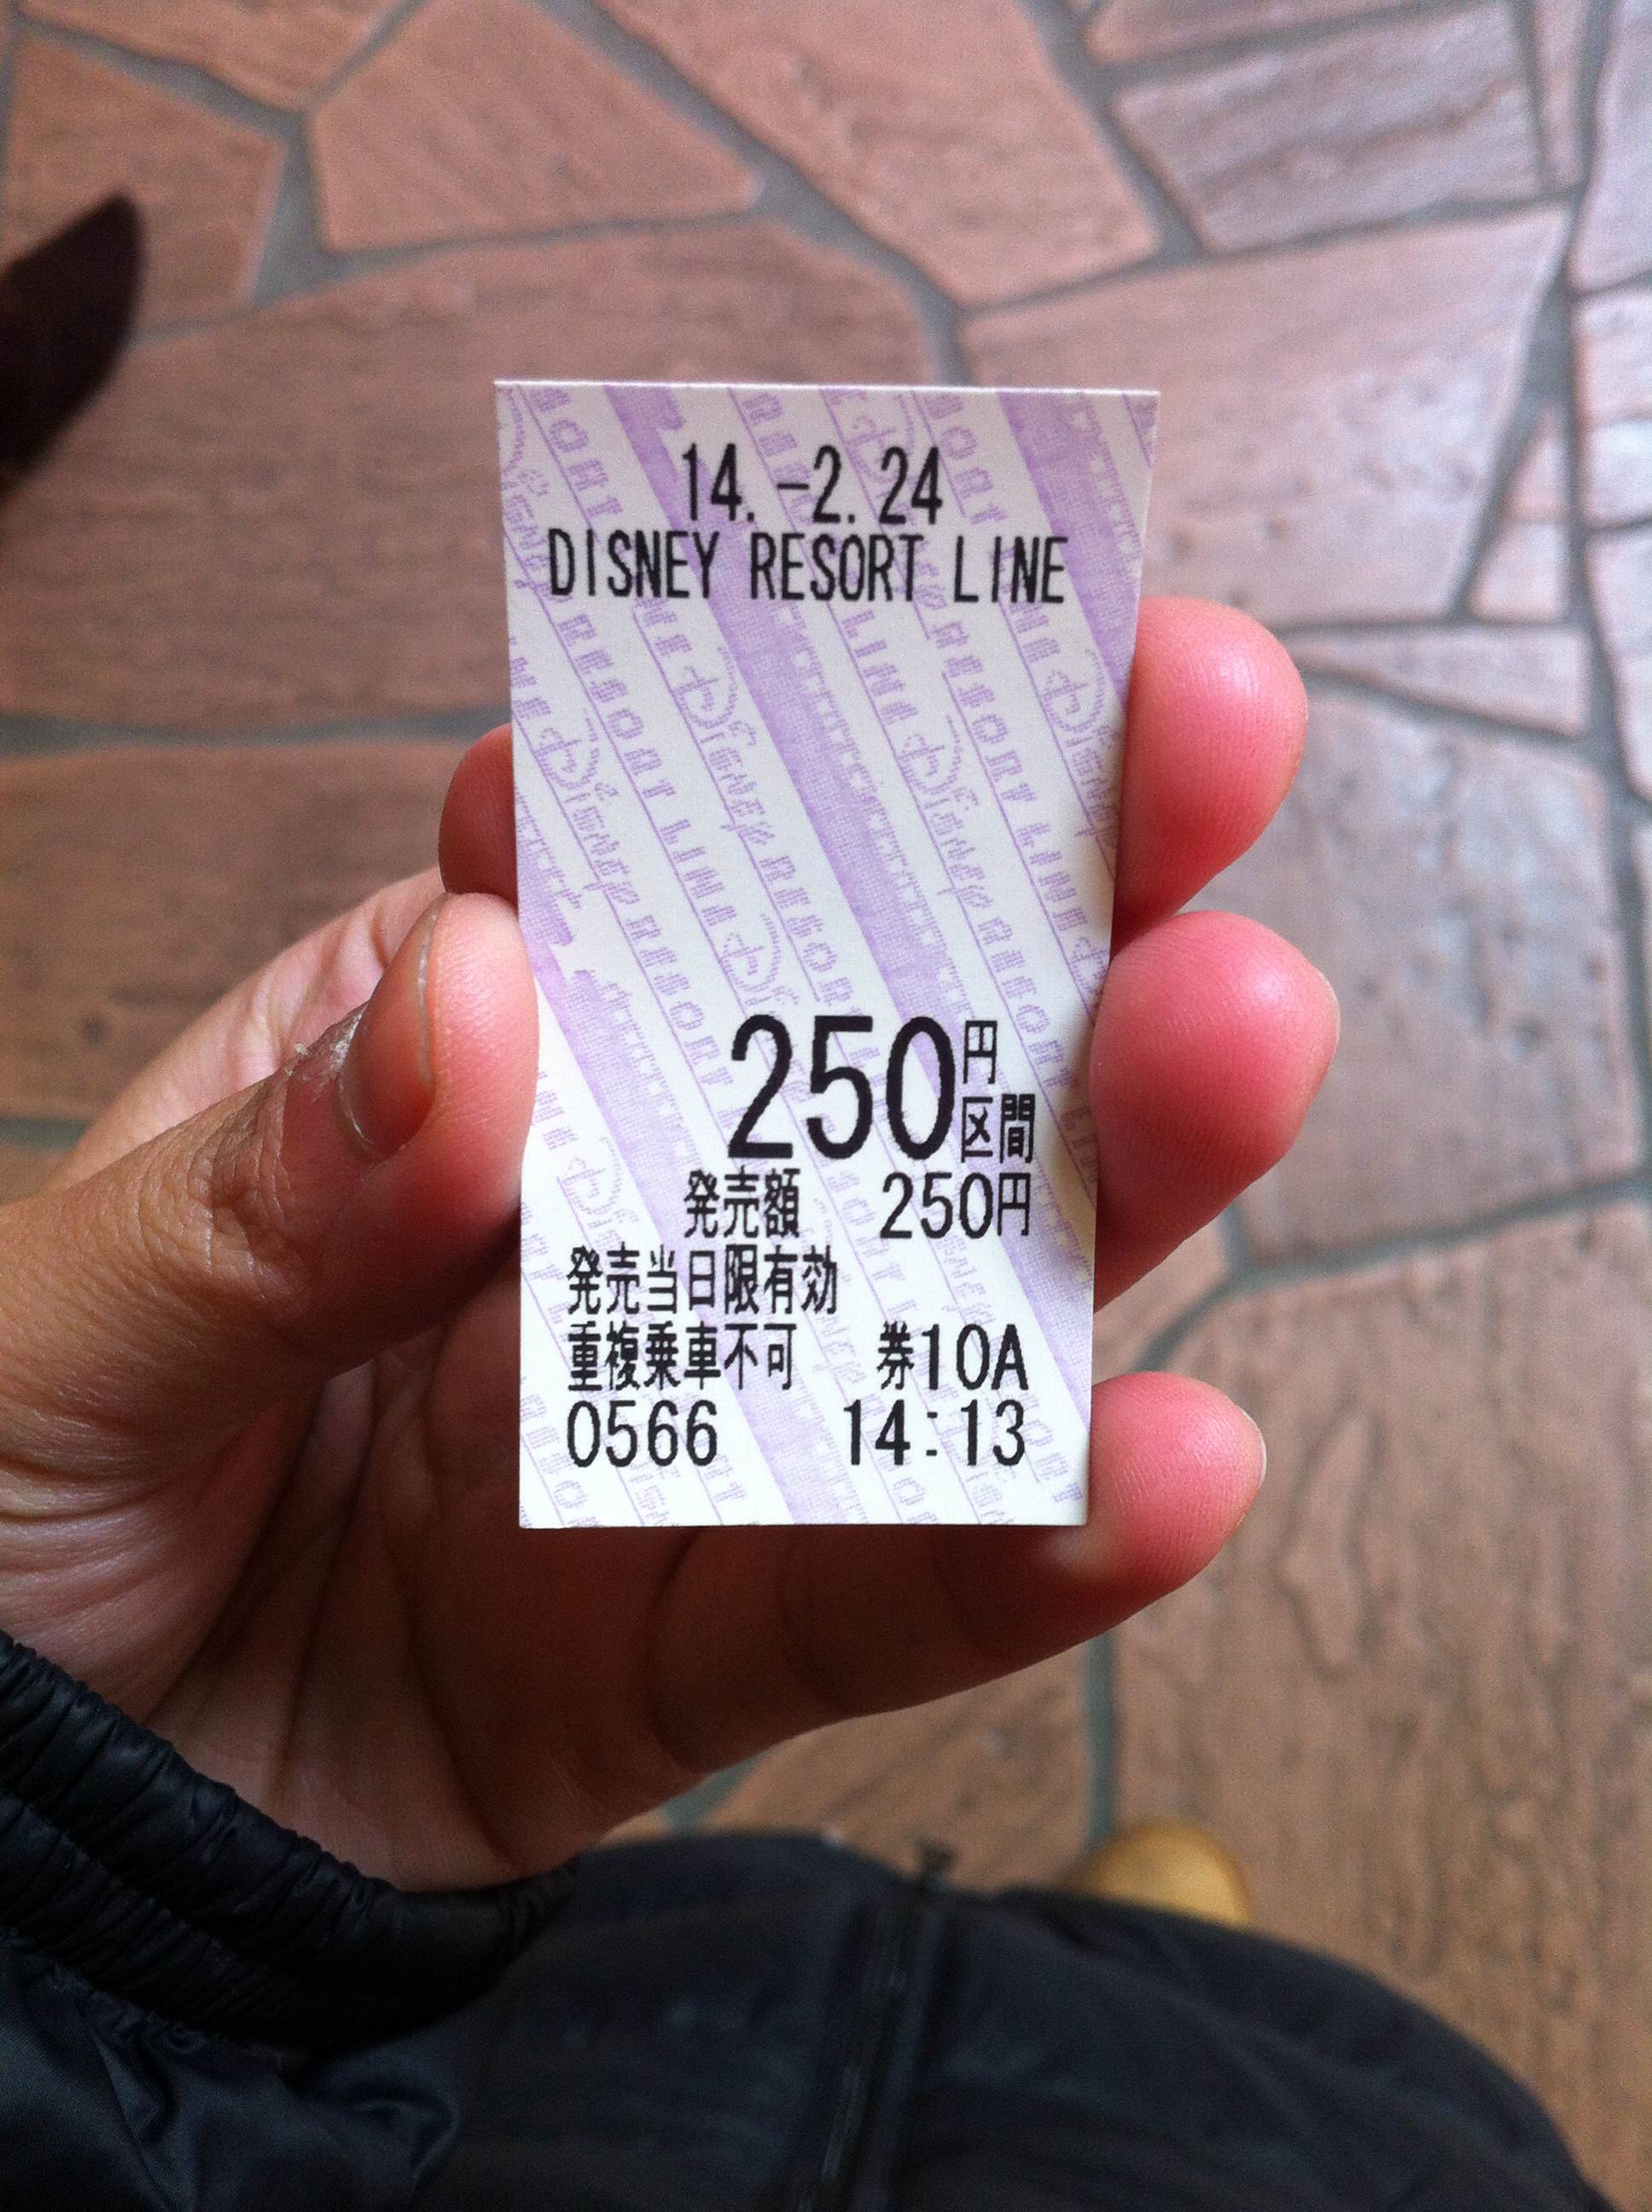 14.-2.24
DISNEY RESORT LINE
250円区間
発売額 250円
発売当日限有効
重複乗車不可 券10A
0566 14:13